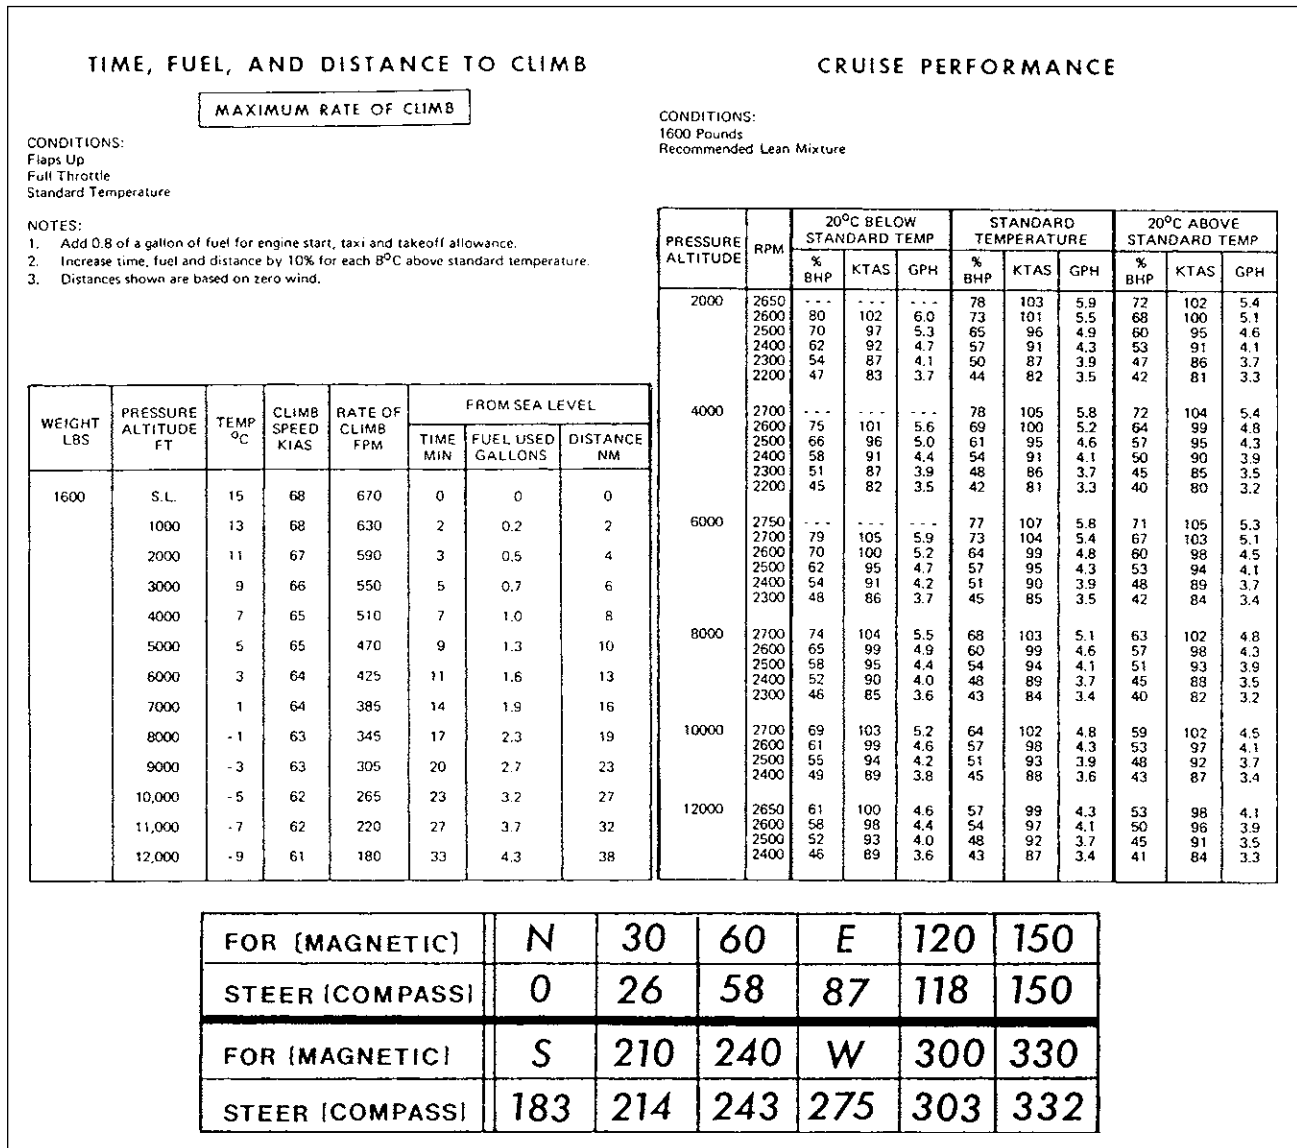 TIME, FUEL, AND DISTANCE TO CLIMB
MAXIMUM RATE OF CLIMB
CONDITIONS:
Flaps Up
Full Throttle
Standard Temperature
NOTES:
1. Add 0.8 of a gallon of fuel for engine start, taxi and takeoff allowance.
2. Increase time, fuel and distance by 10% for each 8°C above standard temperature.
3. Distances shown are based on zero wind.
WEIGHT LBS | PRESSURE ALTITUDE FT | TEMP °C | CLIMB SPEED KIAS | RATE OF CLIMB FPM | FROM SEA LEVEL
TIME MIN | FUEL USED GALLONS | DISTANCE NM
1600 S.L. 15 68 670 0 0 0
1000 13 68 630 2 0.2 2
2000 11 67 590 3 0.5 4
3000 9 66 550 5 0.7 6
4000 7 65 510 7 1.0 8
5000 5 65 470 9 1.3 10
6000 3 64 425 11 1.6 13
7000 1 64 385 14 1.9 16
8000 -1 63 345 17 2.3 19
9000 -3 63 305 20 2.7 23
10,000 -5 62 265 23 3.2 27
11,000 -7 62 220 27 3.7 32
12,000 -9 61 180 33 4.3 38
CRUISE PERFORMANCE
CONDITIONS:
1600 Pounds
Recommended Lean Mixture
PRESSURE ALTITUDE | RPM | 20°C BELOW STANDARD TEMP | STANDARD TEMPERATURE | 20°C ABOVE STANDARD TEMP
% BHP | KTAS | GPH | % BHP | KTAS | GPH | % BHP | KTAS | GPH
2000 2650 --- --- --- 78 103 5.9 72 102 5.4
2600 80 102 6.0 73 101 5.5 68 100 5.1
2500 70 97 5.3 65 96 4.9 60 95 4.6
2400 62 92 4.7 57 91 4.3 53 91 4.1
2300 54 87 4.1 50 87 3.9 47 86 3.7
2200 47 83 3.7 44 82 3.5 42 81 3.3
4000 2700 --- --- --- 78 105 5.8 72 104 5.4
2600 75 101 5.6 69 100 5.2 64 99 4.8
2500 66 96 5.0 61 95 4.6 57 95 4.3
2400 58 91 4.4 54 91 4.1 50 90 3.9
2300 51 87 3.9 48 86 3.7 45 85 3.5
2200 45 82 3.5 42 81 3.3 40 80 3.2
6000 2750 --- --- --- 77 107 5.8 71 105 5.3
2700 79 105 5.9 73 104 5.4 67 103 5.1
2600 70 100 5.2 64 99 4.8 60 98 4.5
2500 62 95 4.7 57 95 4.3 53 94 4.1
2400 54 91 4.2 51 90 3.9 48 89 3.7
2300 48 86 3.7 45 85 3.5 42 84 3.4
8000 2700 74 104 5.5 68 103 5.1 63 102 4.8
2600 65 99 4.9 60 99 4.6 57 98 4.3
2500 58 95 4.4 54 94 4.1 51 93 3.9
2400 52 90 4.0 48 89 3.7 45 88 3.5
2300 46 85 3.6 43 84 3.4 40 82 3.2
10000 2700 69 103 5.2 64 102 4.8 59 102 4.5
2600 61 99 4.6 57 98 4.3 53 97 4.1
2500 55 94 4.2 51 93 3.9 48 92 3.7
2400 49 89 3.8 45 88 3.6 43 87 3.4
12000 2650 61 100 4.6 57 99 4.3 53 98 4.1
2600 58 98 4.4 54 97 4.1 50 96 3.9
2500 52 93 4.0 48 92 3.7 45 91 3.5
2400 46 89 3.6 43 87 3.4 41 84 3.3
FOR (MAGNETIC) N 30 60 E 120 150
STEER (COMPASS) 0 26 58 87 118 150
FOR (MAGNETIC) S 210 240 W 300 330
STEER (COMPASS) 183 214 243 275 303 332